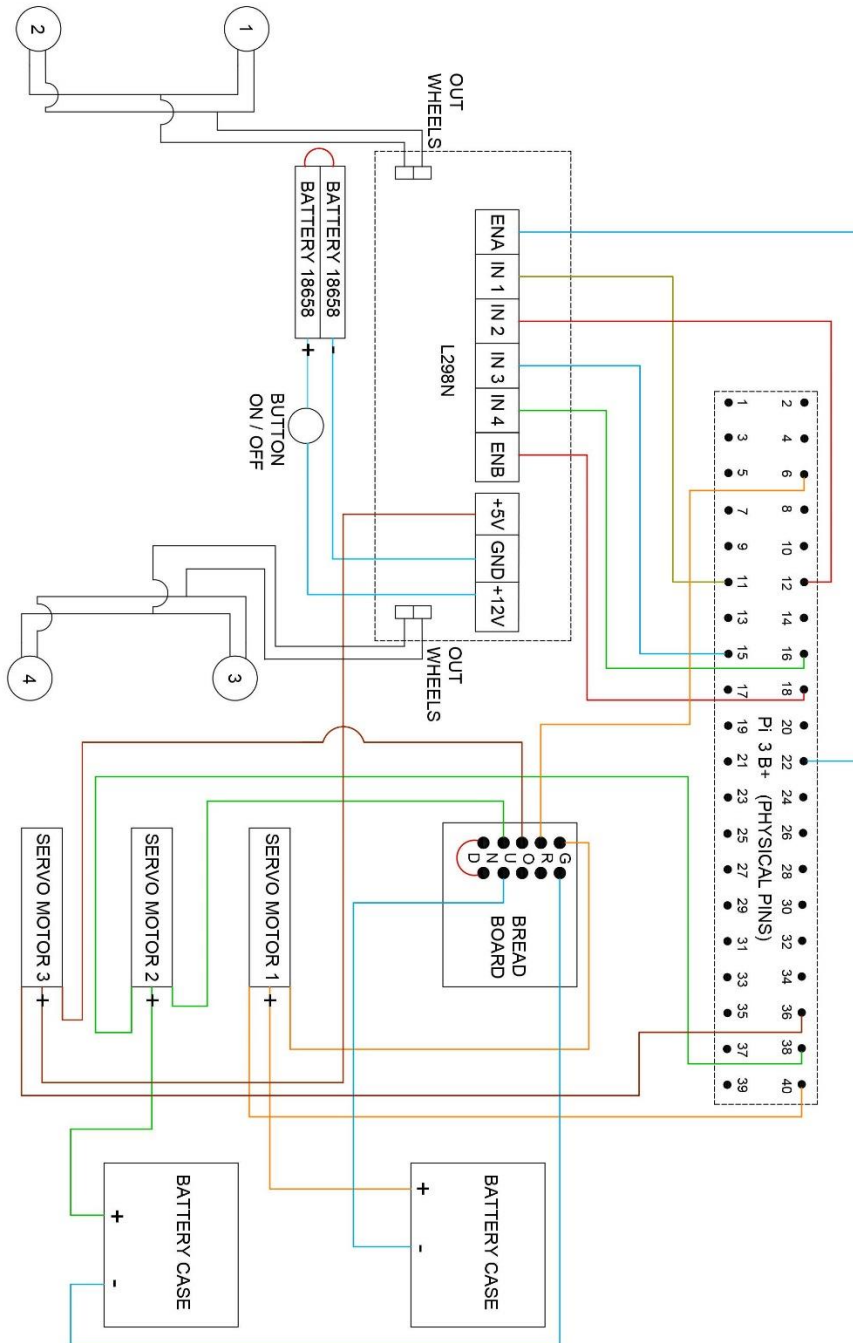 2
1
OUT
WHEELS
BATTERY 18658
BATTERY 18658
+
-
BUTTON
ON / OFF
ENA
IN 1
IN 2
IN 3
IN 4
ENB
L298N
+5V
GND
+12V
OUT
WHEELS
4
3
2
4
6
8
10
12
14
16
18
20
22
24
26
28
30
32
34
36
38
40
1
3
5
7
9
11
13
15
17
19
21
23
25
27
29
31
33
35
37
39
Pi 3 B+ (PHYSICAL PINS)
G
R
O
U
N
D
BREAD
BOARD
SERVO MOTOR 1
+
SERVO MOTOR 2
+
SERVO MOTOR 3
+
BATTERY CASE
+
-
BATTERY CASE
+
-